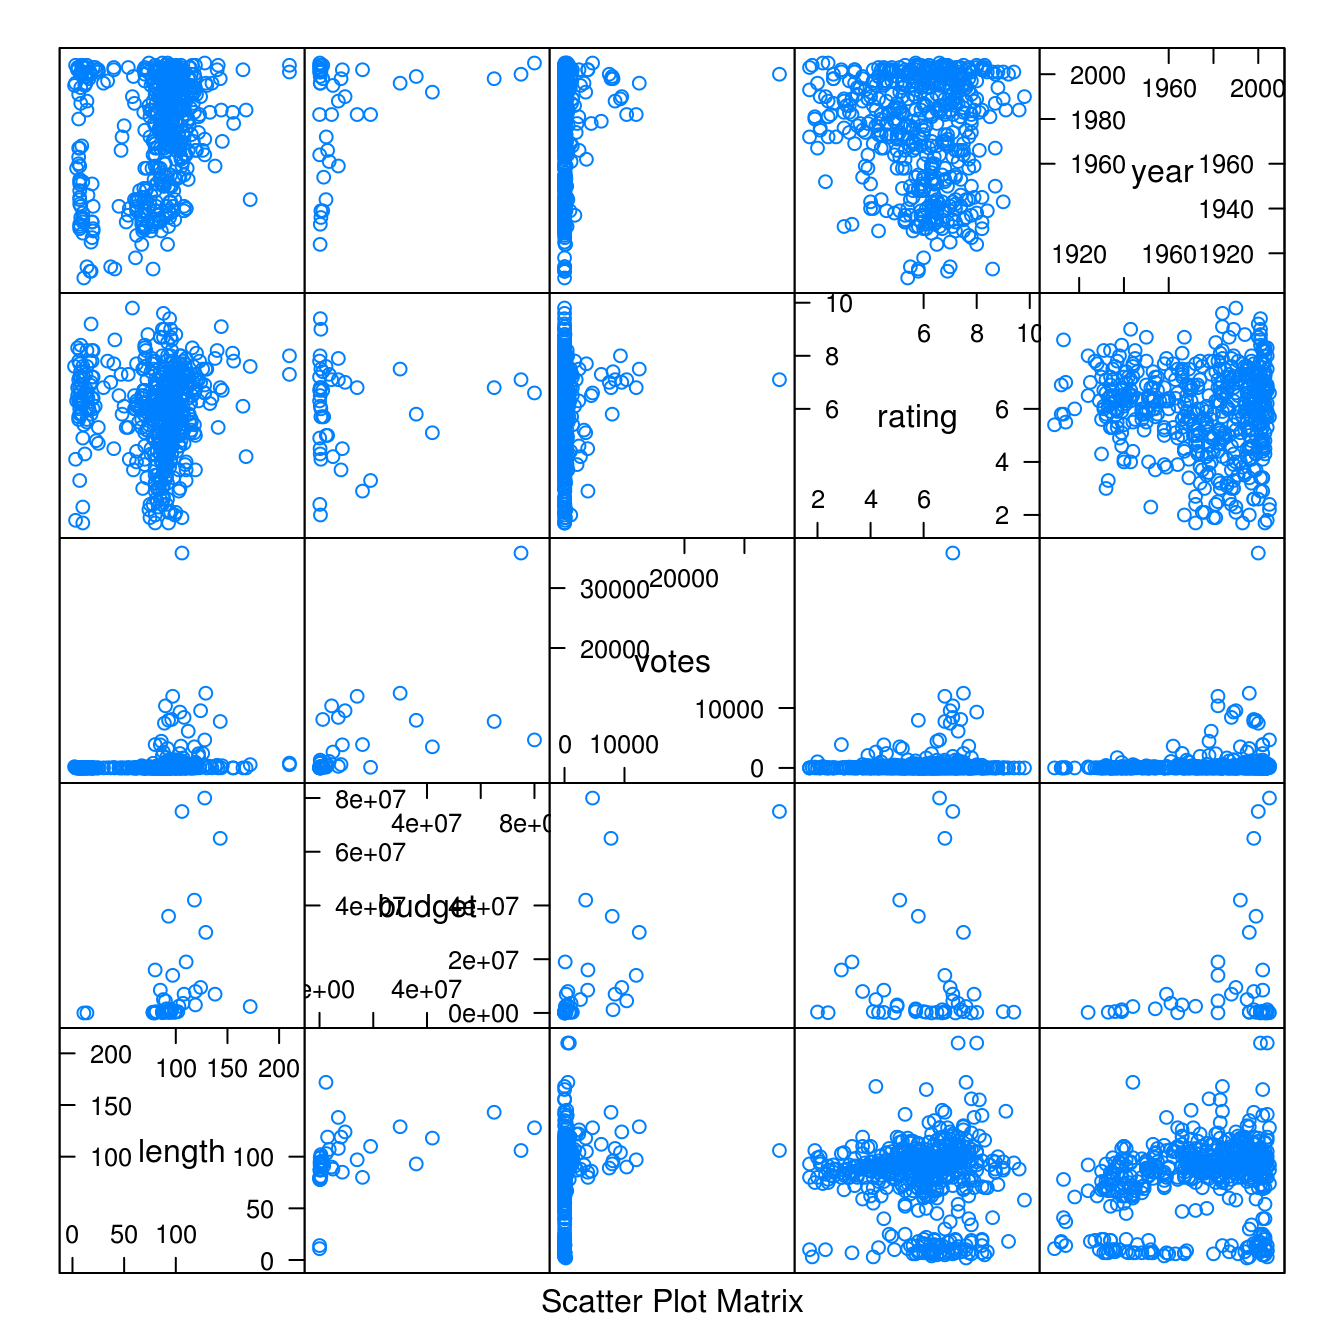 2000 1960 2000
1980
1960 year 1960
1940
1920 1960 1920
10
6 8 10
8
6 rating 6
4
2 4 6
2
20000
30000
20000 votes
10000
0 10000
0
8e+07
4e+07
6e+07
4e+07 budget 4e+07
2e+07
e+00 4e+07
0e+00
200
100 150 200
150
100 length 100
50
0 50 100
0
Scatter Plot Matrix